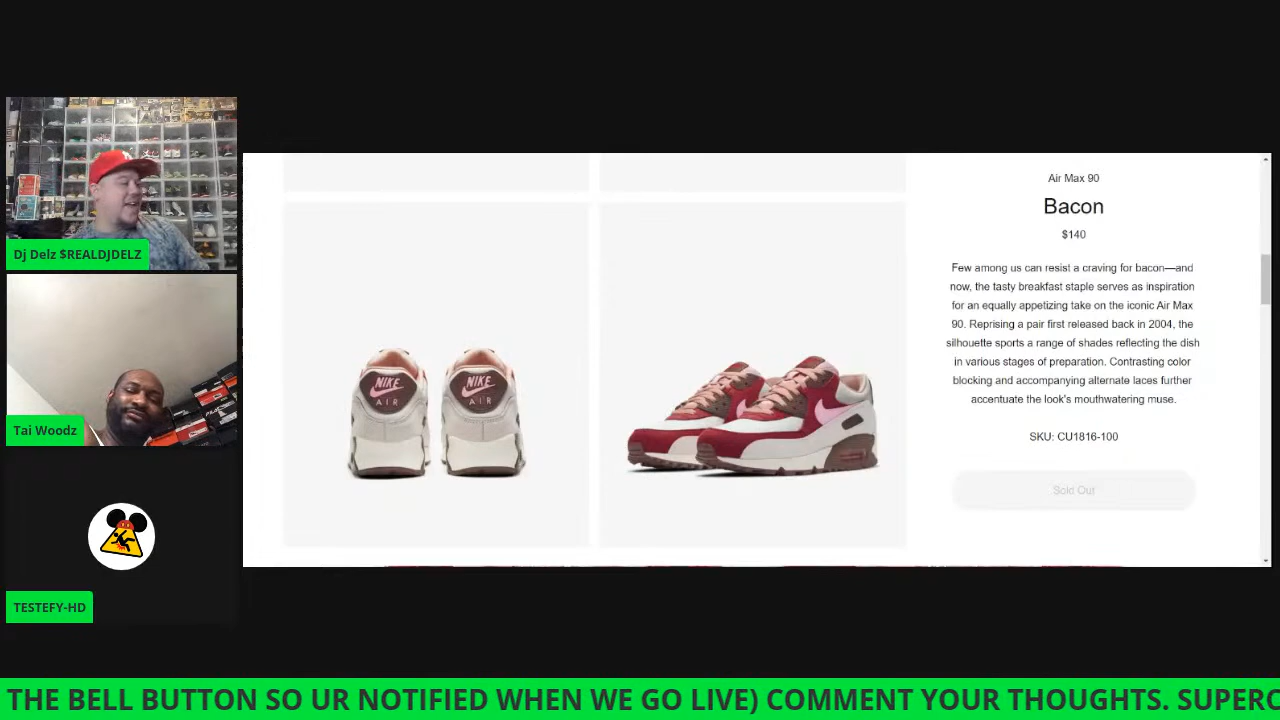 Dj Delz $REALDJDELZ
Tai Woodz
TESTEFY-HD
NIKE
AIR
NIKE
AIR
Air Max 90
Bacon
$140
Few among us can resist a craving for bacon—and
now, the tasty breakfast staple serves as inspiration
for an equally appetizing take on the iconic Air Max
90. Reprising a pair first released back in 2004, the
silhouette sports a range of shades reflecting the dish
in various stages of preparation. Contrasting color
blocking and accompanying alternate laces further
accentuate the look's mouthwatering muse.
SKU: CU1816-100
Sold Out
THE BELL BUTTON SO UR NOTIFIED WHEN WE GO LIVE) COMMENT YOUR THOUGHTS.